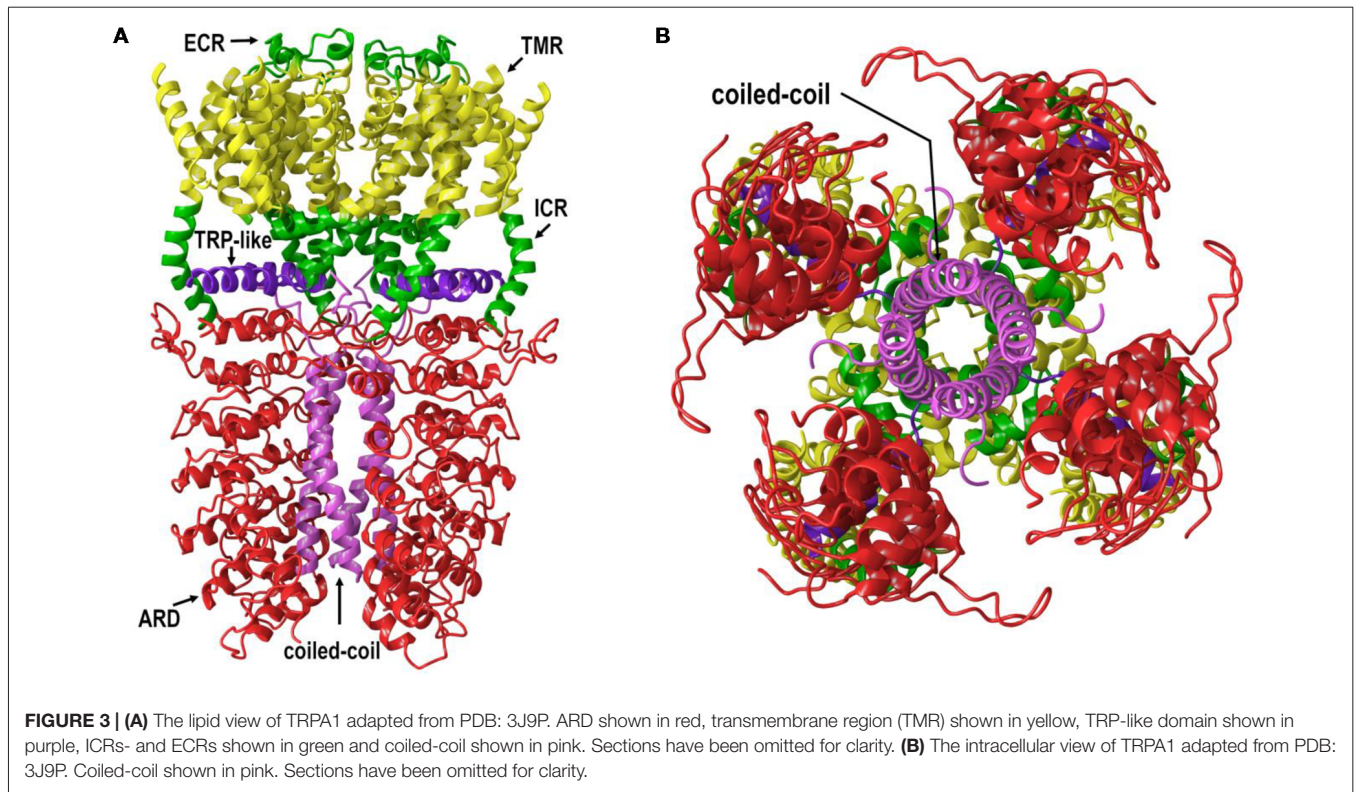 A
ECR
TMR
ICR
TRP-like
ARD
coiled-coil
B
coiled-coil
FIGURE 3 | (A) The lipid view of TRPA1 adapted from PDB: 3J9P. ARD shown in red, transmembrane region (TMR) shown in yellow, TRP-like domain shown in
purple, ICRs- and ECRs shown in green and coiled-coil shown in pink. Sections have been omitted for clarity. (B) The intracellular view of TRPA1 adapted from PDB:
3J9P. Coiled-coil shown in pink. Sections have been omitted for clarity.